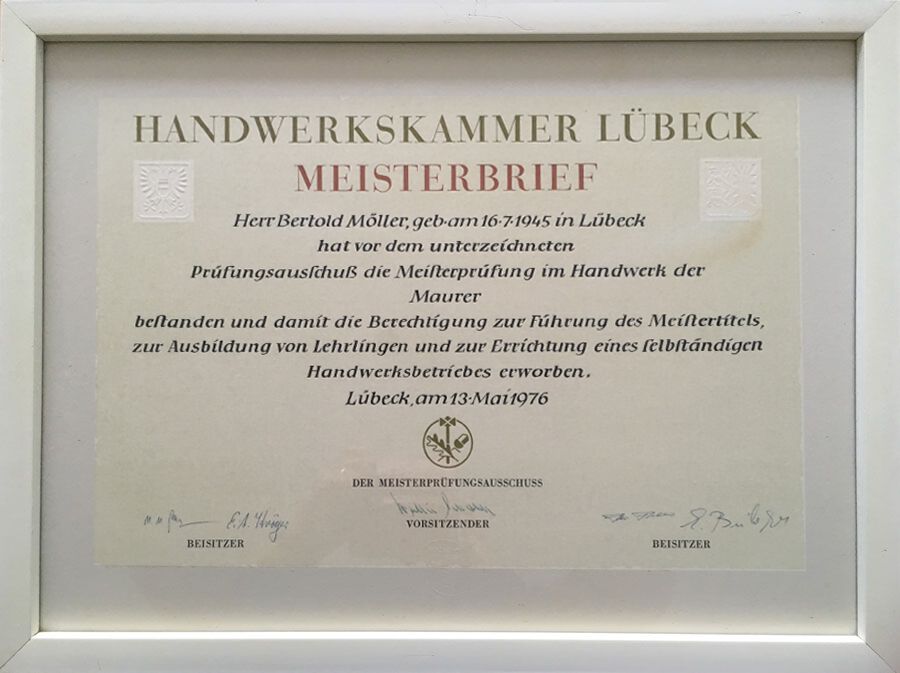 HANDWERKSKAMMER LÜBECK
MEISTERBRIEF
Herr Bertold Möller, geb. am 16.7.1945 in Lübeck
hat vor dem unterzeichneten
Prüfungsausſchuß die Meiſterprüfung im Handwerk der
Maurer
beſtanden und damit die Berechtigung zur Führung des Meiſtertitels,
zur Ausbildung von Lehrlingen und zur Errichtung eines ſelbſtändigen
Handwerksbetriebes erworben.
Lübeck, am 13. Mai 1976
DER MEISTERPRÜFUNGSAUSSCHUSS
VORSITZENDER
BEISITZER
BEISITZER